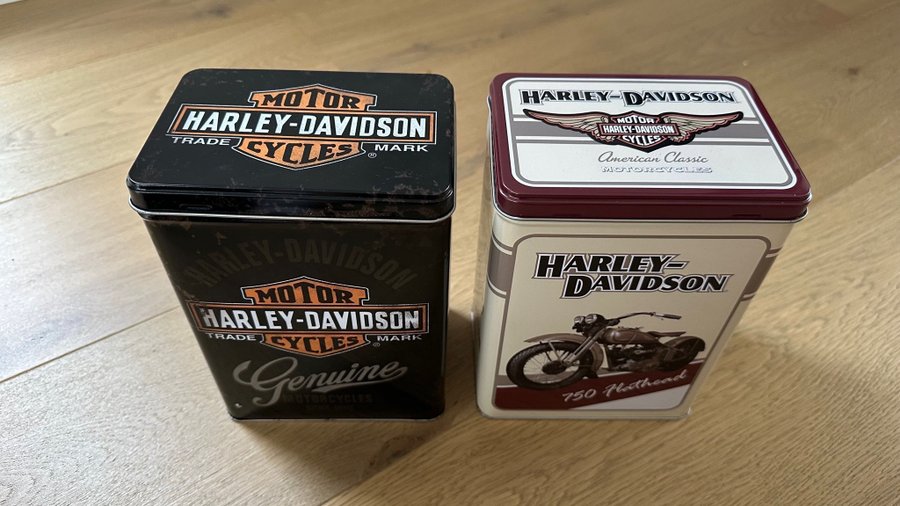 MOTOR
HARLEY-DAVIDSON
TRADE MARK
CYCLES
®
HARLEY-DAVIDSON
MOTOR
HARLEY-DAVIDSON
TRADE MARK
CYCLES
®
Genuine
MOTORCYCLES
HARLEY-DAVIDSON
MOTOR
HARLEY-DAVIDSON
CYCLES
American Classic
MOTORCYCLES
HARLEY-
DAVIDSON
750 Flathead